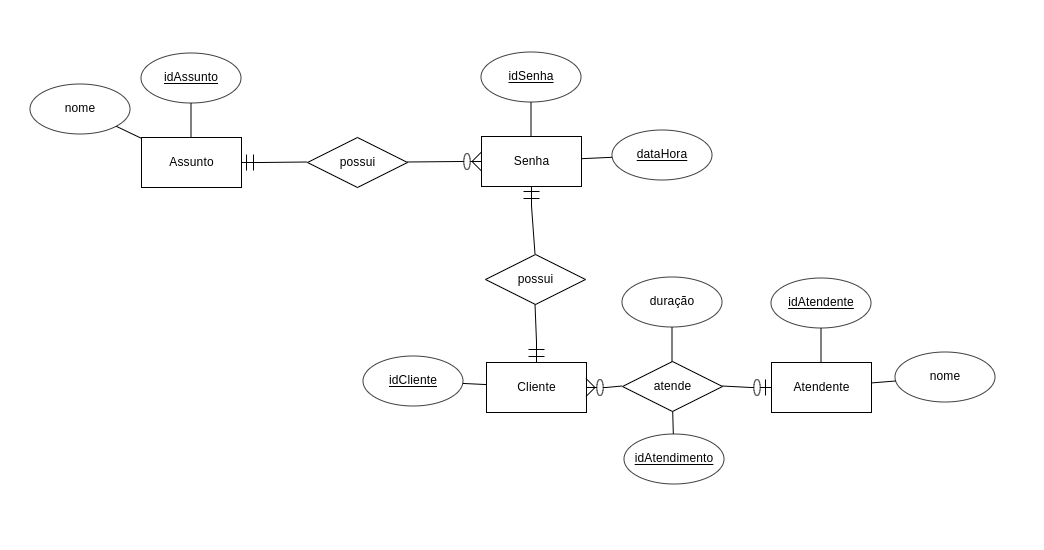 idAssunto
idSenha
nome
Assunto
possui
Senha
dataHora
possui
duração
idAtendente
idCliente
Cliente
atende
Atendente
nome
idAtendimento